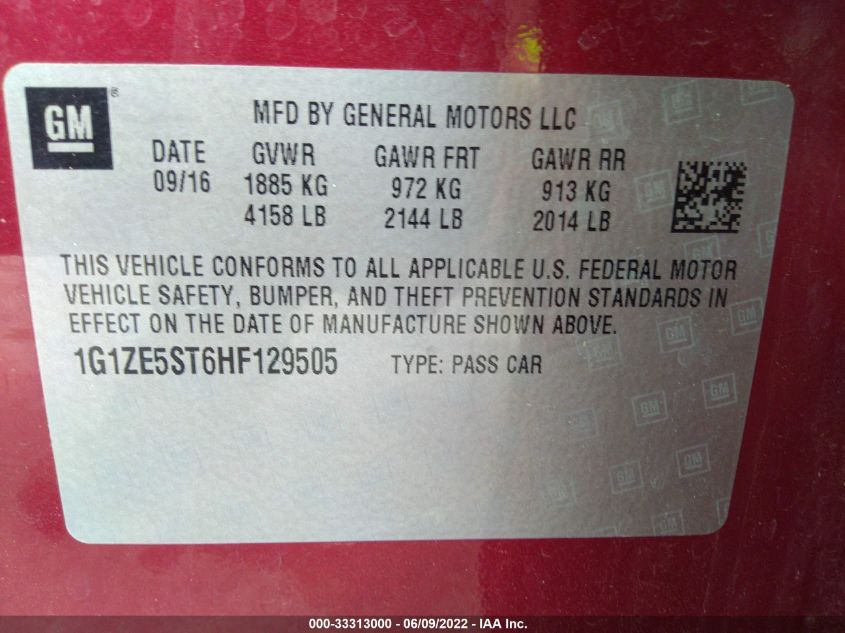 GM®
MFD BY GENERAL MOTORS LLC
DATE GVWR GAWR FRT GAWR RR
09/16 1885 KG 972 KG 913 KG
4158 LB 2144 LB 2014 LB
THIS VEHICLE CONFORMS TO ALL APPLICABLE U.S. FEDERAL MOTOR
VEHICLE SAFETY, BUMPER, AND THEFT PREVENTION STANDARDS IN
EFFECT ON THE DATE OF MANUFACTURE SHOWN ABOVE.
1G1ZE5ST6HF129505 TYPE: PASS CAR
000-33313000 - 06/09/2022 - IAA Inc.